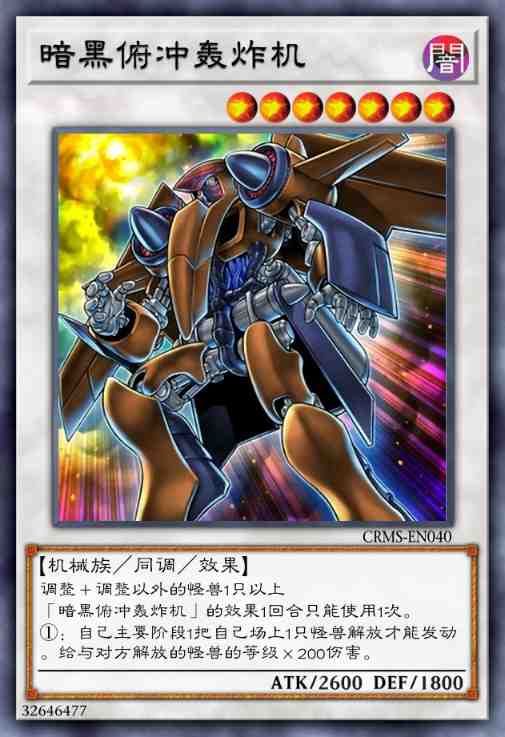 暗黑俯冲轰炸机
闇
CRMS-EN040
【机械族／同调／效果】
调整＋调整以外的怪兽1只以上
「暗黑俯冲轰炸机」的效果1回合只能使用1次。
①：自己主要阶段1把自己场上1只怪兽解放才能发动
。给与对方解放的怪兽的等级×200伤害。
ATK/2600 DEF/1800
32646477